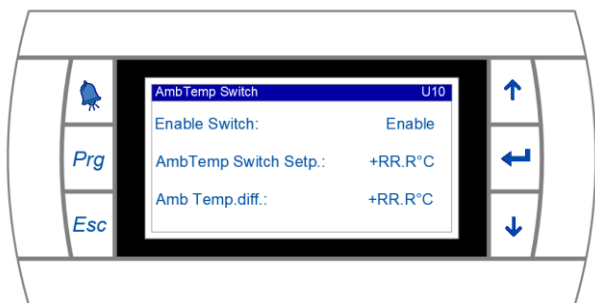 AmbTemp Switch U10
Enable Switch: Enable
Prg
AmbTemp Switch Setp.: +RR.R°C
Amb Temp.diff.: +RR.R°C
Esc